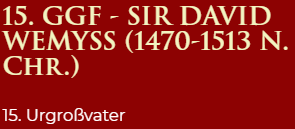 15. GGF - SIR DAVID
WEMYSS (1470-1513 N.
CHR.)
15. Urgroßvater